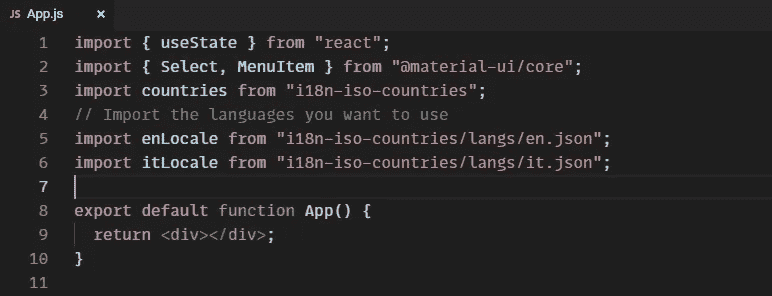 JS App.js ×
1 import { useState } from "react";
2 import { Select, MenuItem } from "@material-ui/core";
3 import countries from "i18n-iso-countries";
4 // Import the languages you want to use
5 import enLocale from "i18n-iso-countries/langs/en.json";
6 import itLocale from "i18n-iso-countries/langs/it.json";
7
8 export default function App() {
9   return <div></div>;
10 }
11